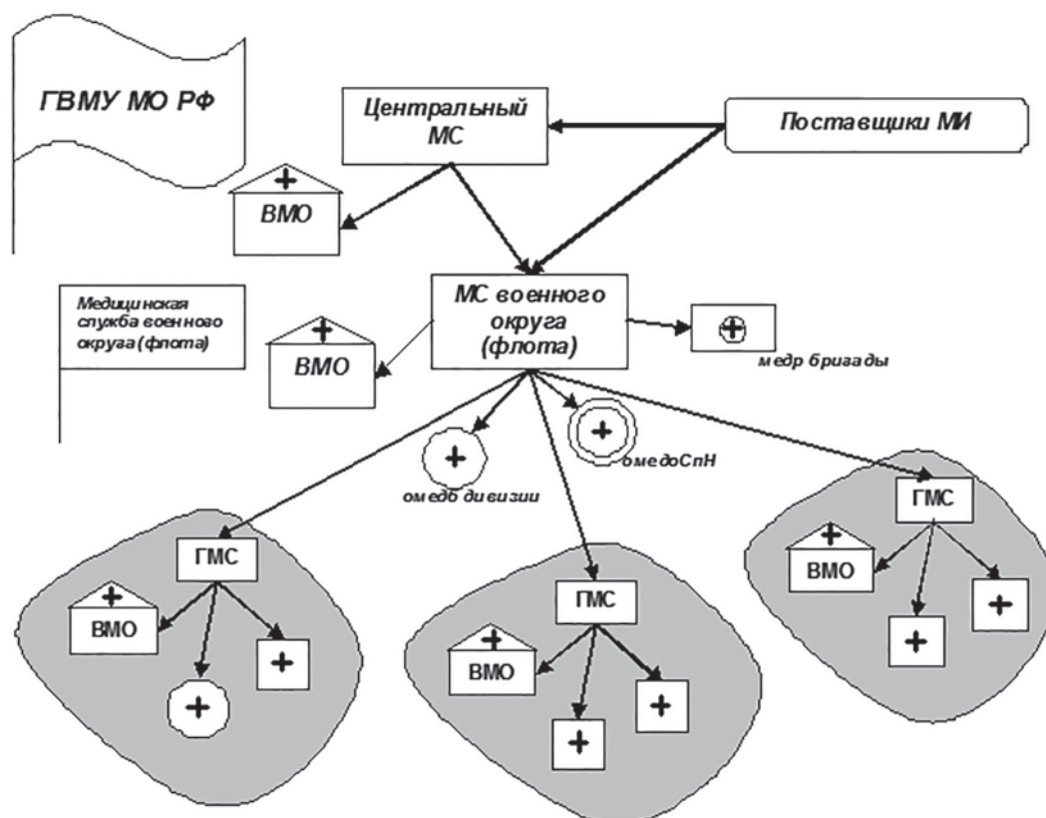 ГВМУ МО РФ
Центральный
МС
Поставщики МИ
ВМО
Медицинская
служба военного
округа (флота)
МС военного
округа
(флота)
ВМО
медр бригады
омедб дивизии
омедоСпН
ГМС
ВМО
ГМС
ВМО
ГМС
ВМО